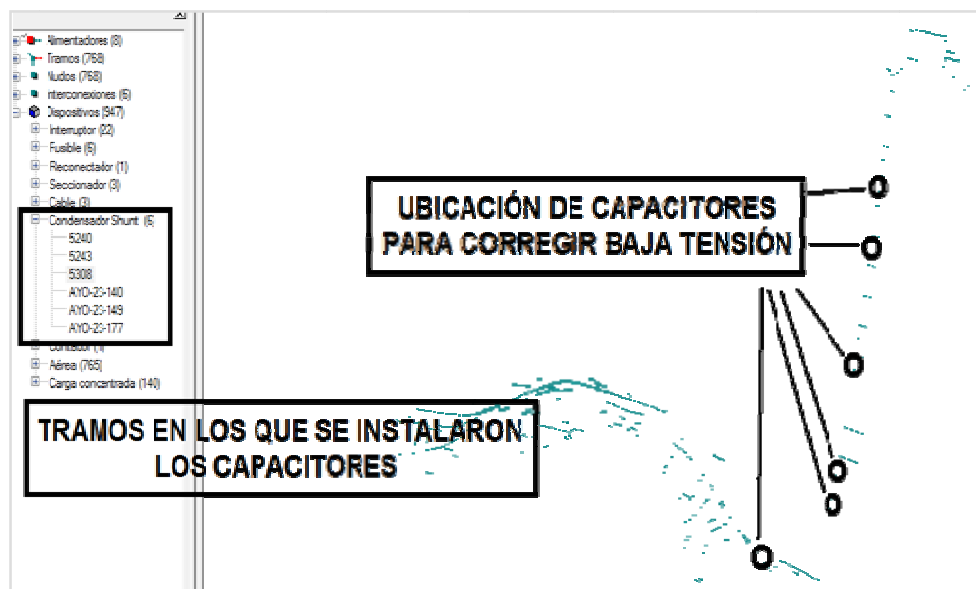 Alimentadores (8)
Tramos (768)
Nudos (768)
Interconexiones (6)
Dispositivos (947)
Interruptor (22)
Fusible (6)
Reconectador (1)
Seccionador (3)
Cable (3)
Condensador Shunt (6)
5240
5243
5308
AYO-23-140
AYO-23-149
AYO-23-177
Aérea (765)
Carga concentrada (140)
UBICACIÓN DE CAPACITORES
PARA CORREGIR BAJA TENSIÓN
TRAMOS EN LOS QUE SE INSTALARON
LOS CAPACITORES